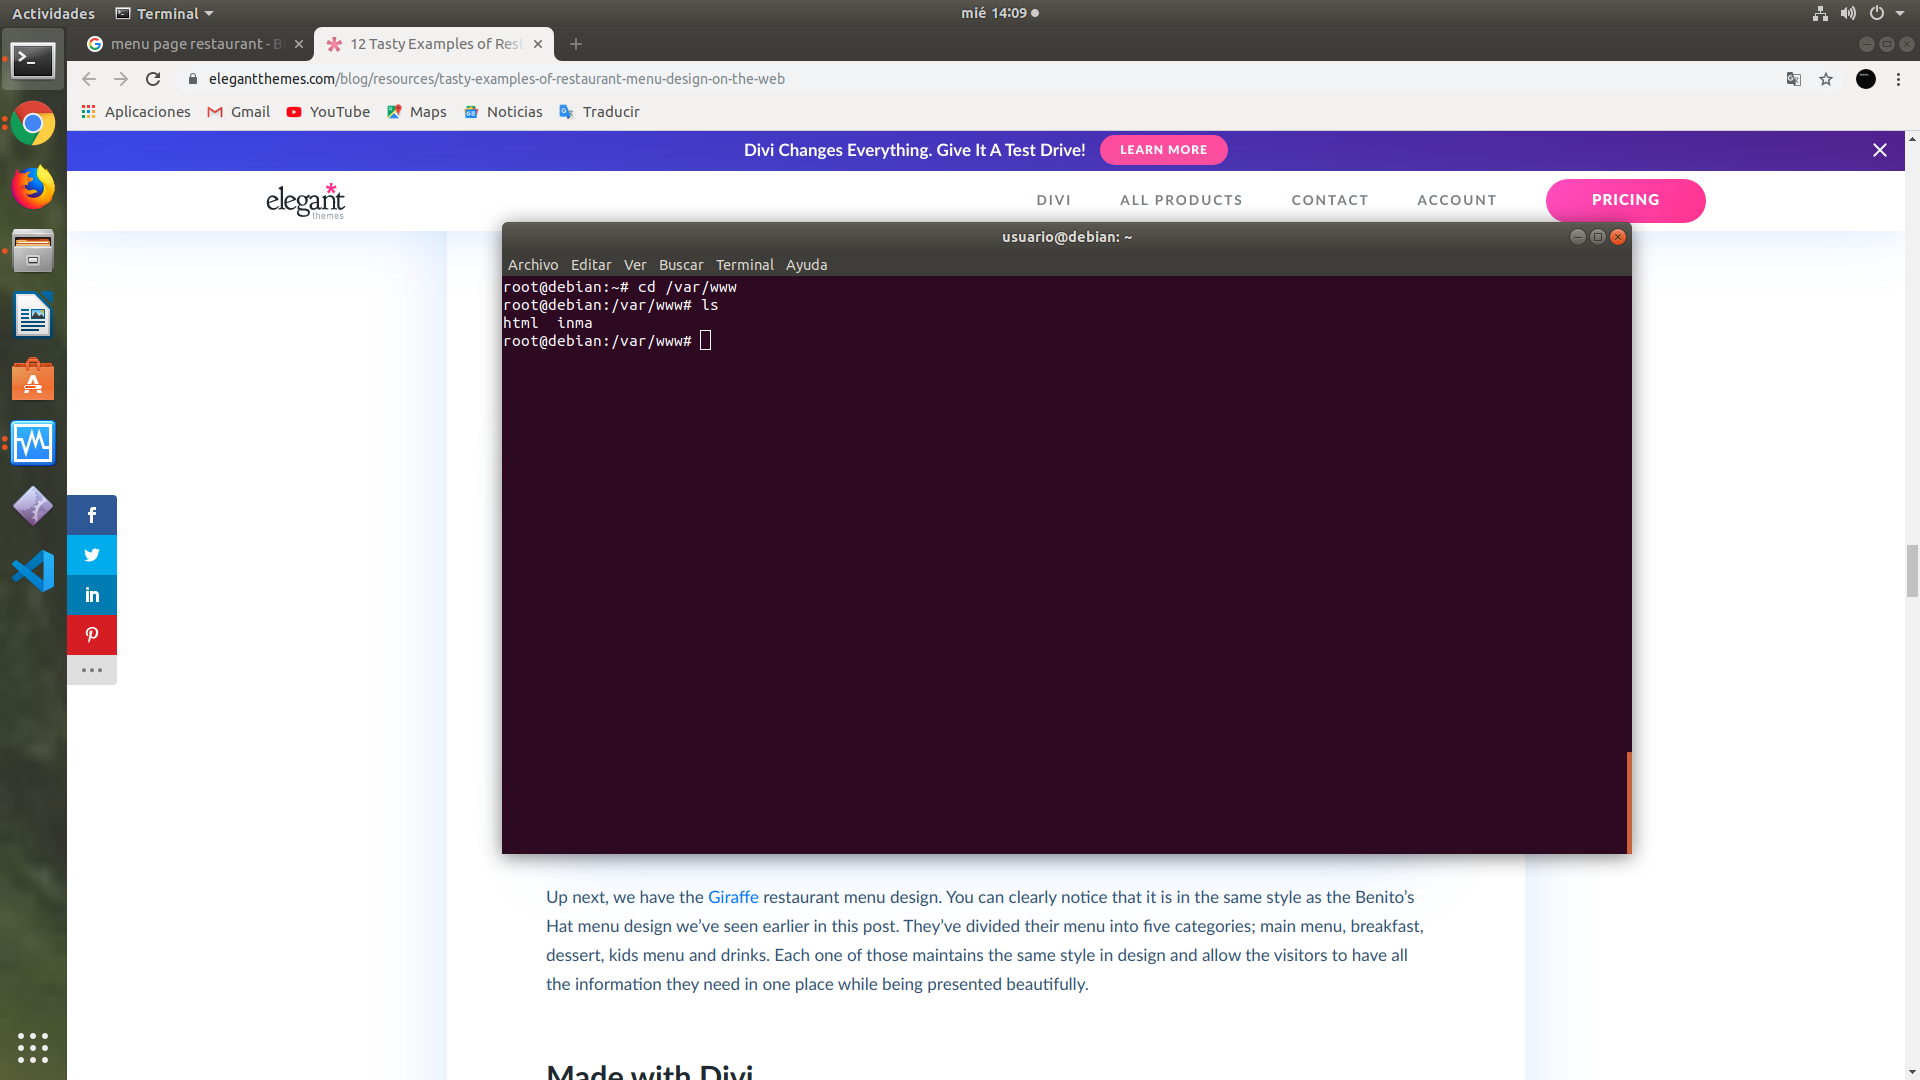 Actividades
Terminal
mié 14:09
menu page restaurant - B
12 Tasty Examples of Res
elegantthemes.com/blog/resources/tasty-examples-of-restaurant-menu-design-on-the-web
Aplicaciones
Gmail
YouTube
Maps
Noticias
Traducir
Divi Changes Everything. Give It A Test Drive!
LEARN MORE
elegant
themes
DIVI
ALL PRODUCTS
CONTACT
ACCOUNT
PRICING
usuario@debian: ~
Archivo Editar Ver Buscar Terminal Ayuda
root@debian:~# cd /var/www
root@debian:/var/www# ls
html  inma
root@debian:/var/www#
Up next, we have the Giraffe restaurant menu design. You can clearly notice that it is in the same style as the Benito’s
Hat menu design we’ve seen earlier in this post. They’ve divided their menu into five categories; main menu, breakfast,
dessert, kids menu and drinks. Each one of those maintains the same style in design and allow the visitors to have all
the information they need in one place while being presented beautifully.
Made with Divi